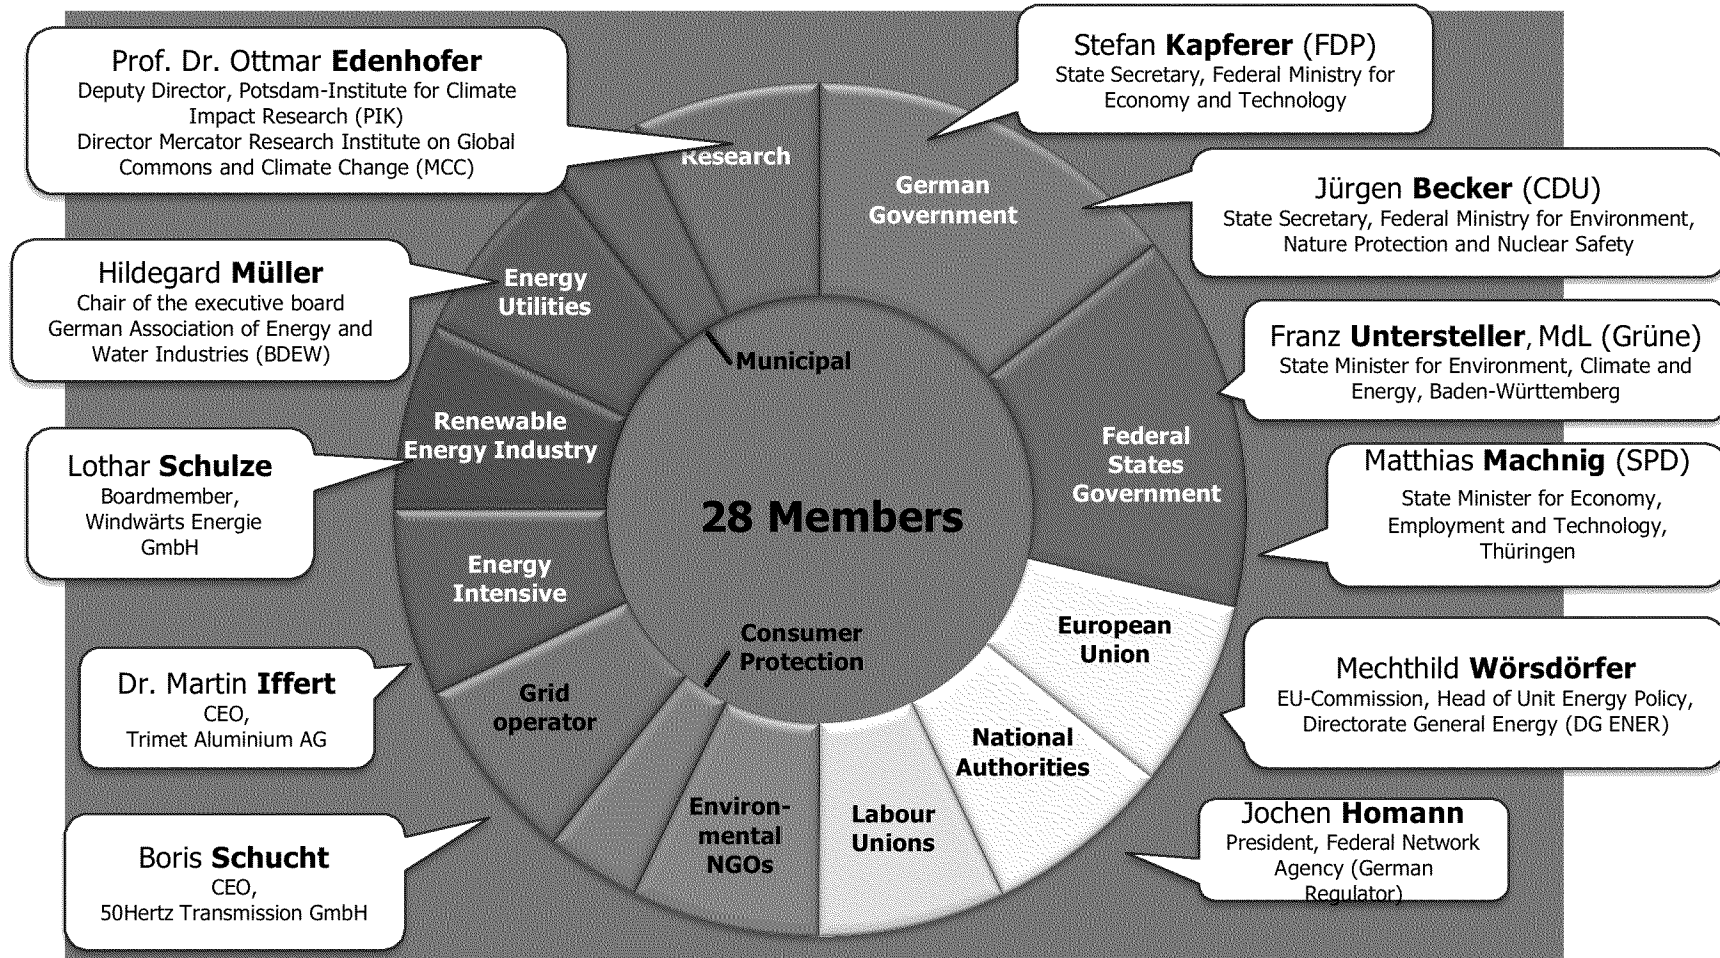 Prof. Dr. Ottmar Edenhofer
Deputy Director, Potsdam-Institute for Climate
Impact Research (PIK)
Director Mercator Research Institute on Global
Commons and Climate Change (MCC)
Stefan Kapferer (FDP)
State Secretary, Federal Ministry for
Economy and Technology
Jürgen Becker (CDU)
State Secretary, Federal Ministry for Environment,
Nature Protection and Nuclear Safety
Hildegard Müller
Chair of the executive board
German Association of Energy and
Water Industries (BDEW)
Franz Untersteller, MdL (Grüne)
State Minister for Environment, Climate and
Energy, Baden-Württemberg
Lothar Schulze
Boardmember,
Windwärts Energie
GmbH
Matthias Machnig (SPD)
State Minister for Economy,
Employment and Technology,
Thüringen
Dr. Martin Iffert
CEO,
Trimet Aluminium AG
Mechthild Wörsdörfer
EU-Commission, Head of Unit Energy Policy,
Directorate General Energy (DG ENER)
Boris Schucht
CEO,
50Hertz Transmission GmbH
Jochen Homann
President, Federal Network
Agency (German
Regulator)
Research
German
Government
Federal
States
Government
European
Union
National
Authorities
Labour
Unions
Environ-
mental
NGOs
Consumer
Protection
Grid
operator
Energy
Intensive
Renewable
Energy Industry
Energy
Utilities
Municipal
28 Members